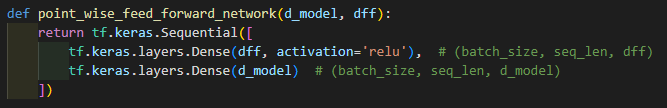 def point_wise_feed_forward_network(d_model, dff):
    return tf.keras.Sequential([
        tf.keras.layers.Dense(dff, activation='relu'),  # (batch_size, seq_len, dff)
        tf.keras.layers.Dense(d_model)  # (batch_size, seq_len, d_model)
    ])